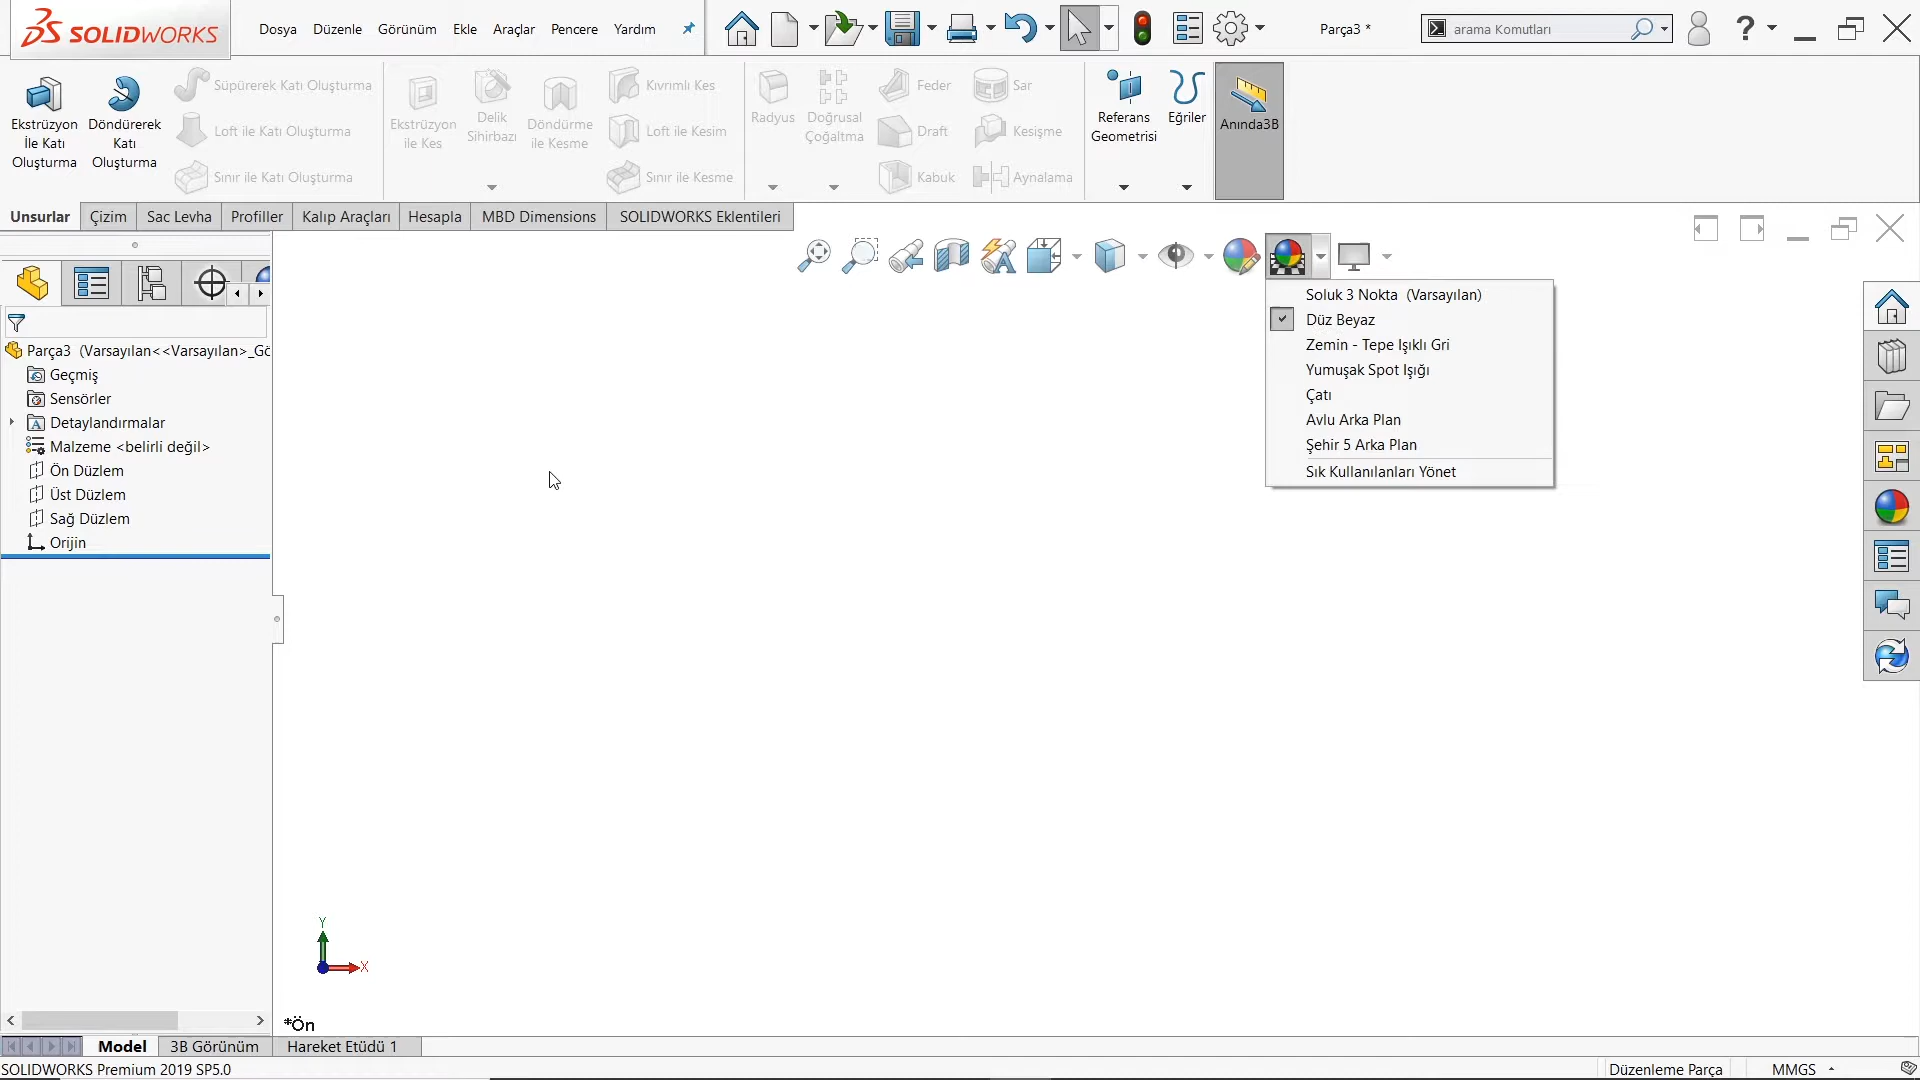 SOLIDWORKS
Dosya Düzenle Görünüm Ekle Araçlar Pencere Yardım
Parça3 *
arama Komutları
?
Ekstrüzyon İle Katı Oluşturma
Döndürerek Katı Oluşturma
Süpürerek Katı Oluşturma
Loft ile Katı Oluşturma
Sınır ile Katı Oluşturma
Ekstrüzyon ile Kes
Delik Sihirbazı
Döndürme ile Kesme
Kıvrımlı Kes
Loft ile Kesim
Sınır ile Kesme
Radyus
Doğrusal Çoğaltma
Feder
Draft
Kabuk
Sar
Kesişme
Aynalama
Referans Geometrisi
Eğriler
Anında3B
Unsurlar Çizim Sac Levha Profiller Kalıp Araçları Hesapla MBD Dimensions SOLIDWORKS Eklentileri
Parça3 (Varsayılan<<Varsayılan>_Gö
Geçmiş
Sensörler
Detaylandırmalar
Malzeme <belirli değil>
Ön Düzlem
Üst Düzlem
Sağ Düzlem
Orijin
Soluk 3 Nokta (Varsayılan)
Düz Beyaz
Zemin - Tepe Işıklı Gri
Yumuşak Spot Işığı
Çatı
Avlu Arka Plan
Şehir 5 Arka Plan
Sık Kullanılanları Yönet
Y
X
*Ön
Model 3B Görünüm Hareket Etüdü 1
SOLIDWORKS Premium 2019 SP5.0
Düzenleme Parça
MMGS